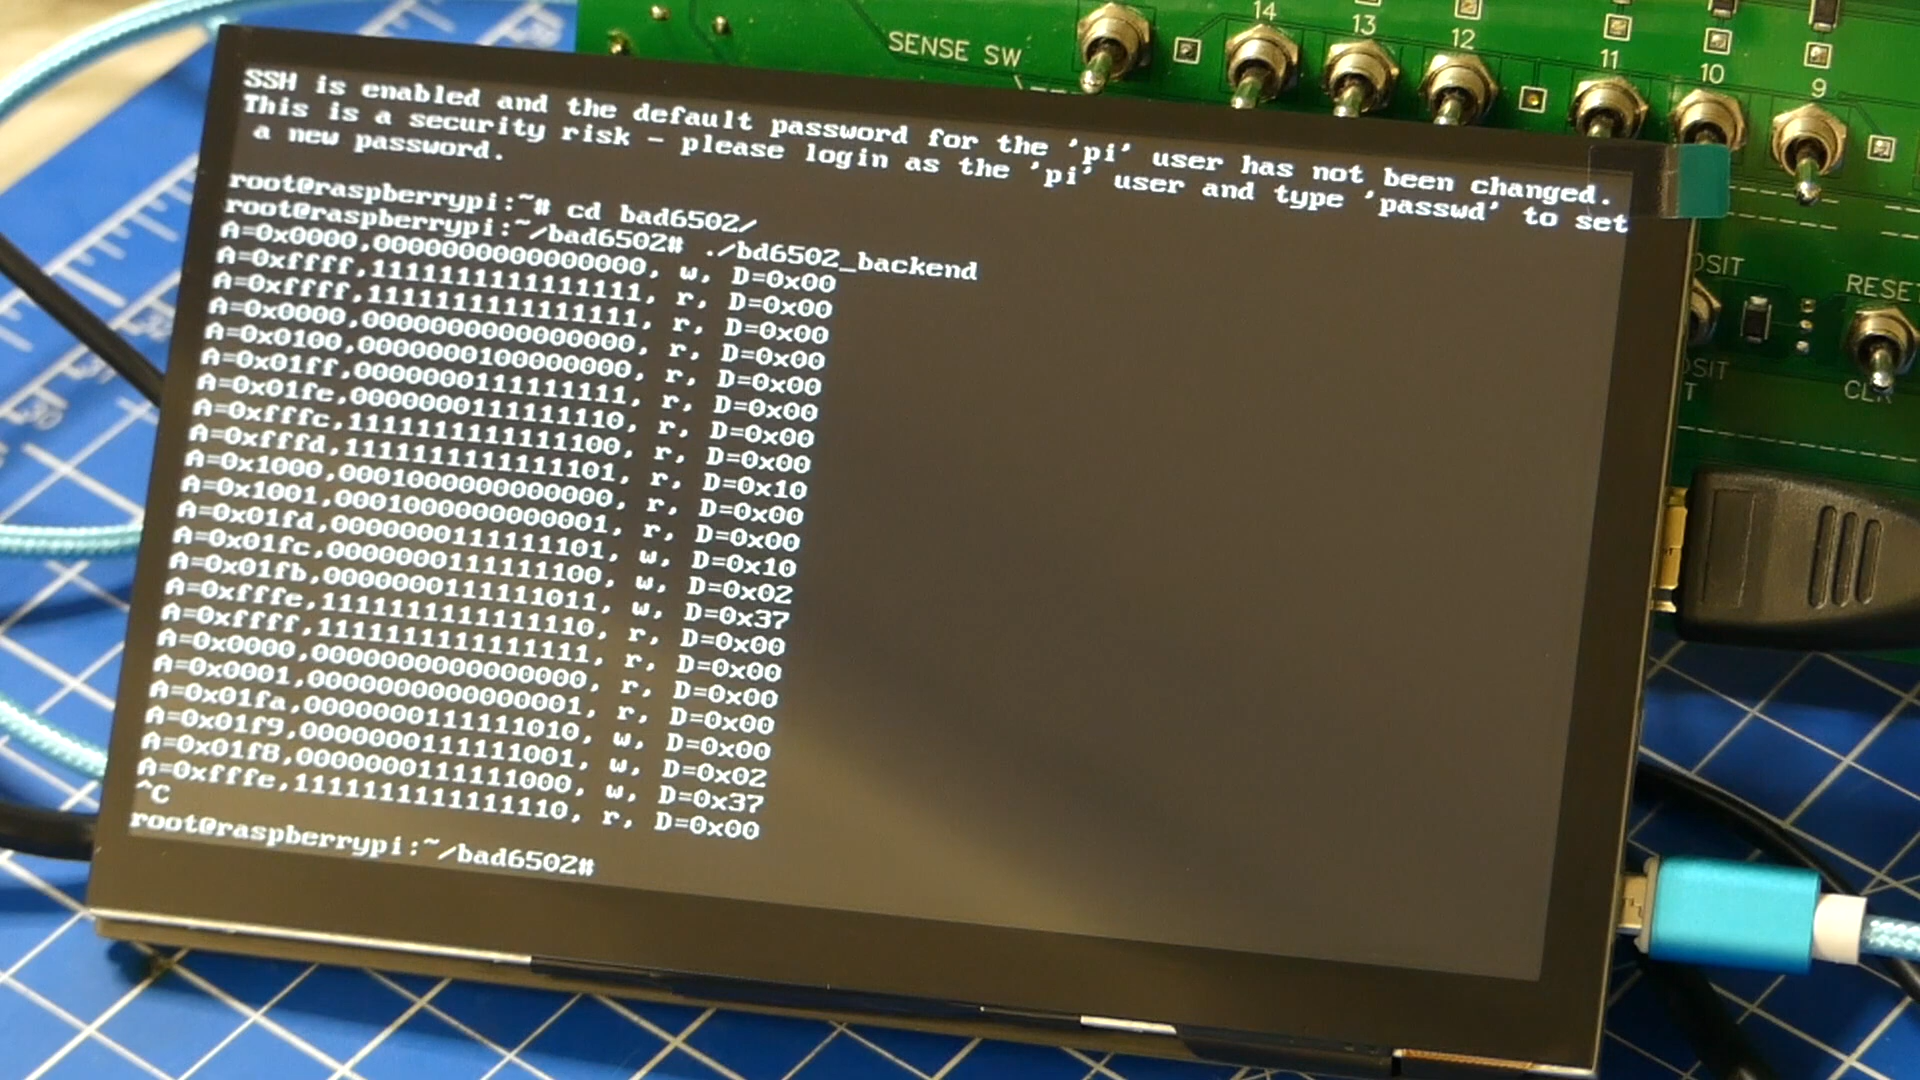 SSH is enabled and the default password for the 'pi' user has not been changed.
This is a security risk - please login as the 'pi' user and type 'passwd' to set
 a new password.
root@raspberrypi:~# cd bad6502/
root@raspberrypi:~/bad6502# ./bd6502_backend
A=0x0000,0000000000000000, w, D=0x00
A=0xffff,1111111111111111, r, D=0x00
A=0xffff,1111111111111111, r, D=0x00
A=0x0000,0000000000000000, r, D=0x00
A=0x0100,0000000100000000, r, D=0x00
A=0x01ff,0000000111111111, r, D=0x00
A=0x01fe,0000000111111110, r, D=0x00
A=0xfffc,1111111111111100, r, D=0x00
A=0xfffd,1111111111111101, r, D=0x10
A=0x1000,0001000000000000, r, D=0x00
A=0x1001,0001000000000001, r, D=0x00
A=0x01fd,0000000111111101, w, D=0x10
A=0x01fc,0000000111111100, w, D=0x02
A=0x01fb,0000000111111011, w, D=0x37
A=0xfffe,1111111111111110, r, D=0x00
A=0xffff,1111111111111111, r, D=0x00
A=0x0000,0000000000000000, r, D=0x00
A=0x0001,0000000000000001, r, D=0x00
A=0x01fa,0000000111111010, w, D=0x00
A=0x01f9,0000000111111001, w, D=0x02
A=0x01f8,0000000111111000, w, D=0x37
A=0xfffe,1111111111111110, r, D=0x00
^C
root@raspberrypi:~/bad6502#
SENSE SW 14 13 12 11 10 9
OSIT RESET
OSIT CLR
30